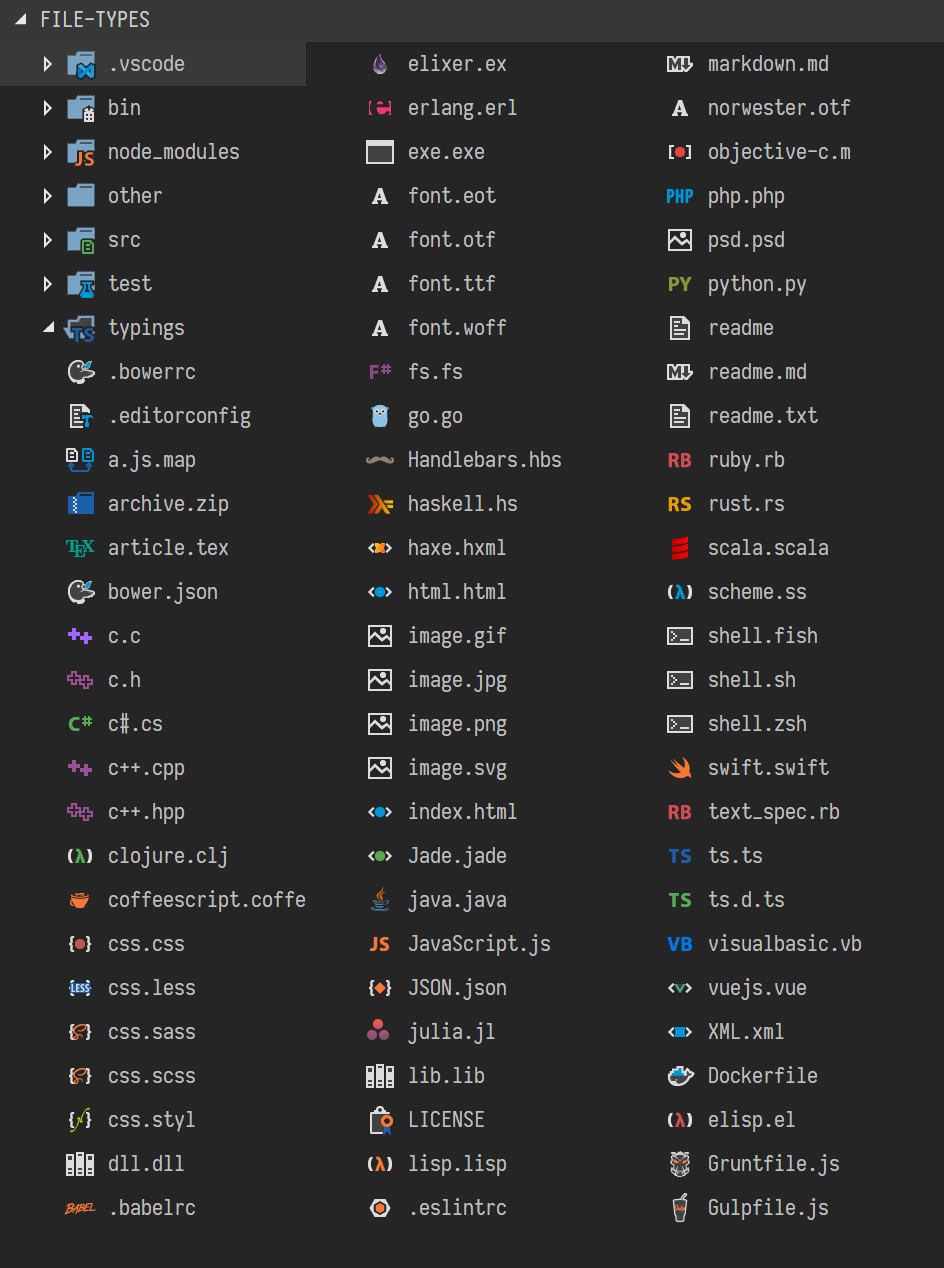 FILE-TYPES
.vscode
bin
node_modules
other
src
test
typings
.bowerrc
.editorconfig
a.js.map
archive.zip
article.tex
bower.json
c.c
c.h
c#.cs
c++.cpp
c++.hpp
clojure.clj
coffeescript.coffe
css.css
css.less
css.sass
css.scss
css.styl
dll.dll
.babelrc
elixer.ex
erlang.erl
exe.exe
font.eot
font.otf
font.ttf
font.woff
fs.fs
go.go
Handlebars.hbs
haskell.hs
haxe.hxml
html.html
image.gif
image.jpg
image.png
image.svg
index.html
Jade.jade
java.java
JavaScript.js
JSON.json
julia.jl
lib.lib
LICENSE
lisp.lisp
.eslintrc
markdown.md
norwester.otf
objective-c.m
php.php
psd.psd
python.py
readme
readme.md
readme.txt
ruby.rb
rust.rs
scala.scala
scheme.ss
shell.fish
shell.sh
shell.zsh
swift.swift
text_spec.rb
ts.ts
ts.d.ts
visualbasic.vb
vuejs.vue
XML.xml
Dockerfile
elisp.el
Gruntfile.js
Gulpfile.js